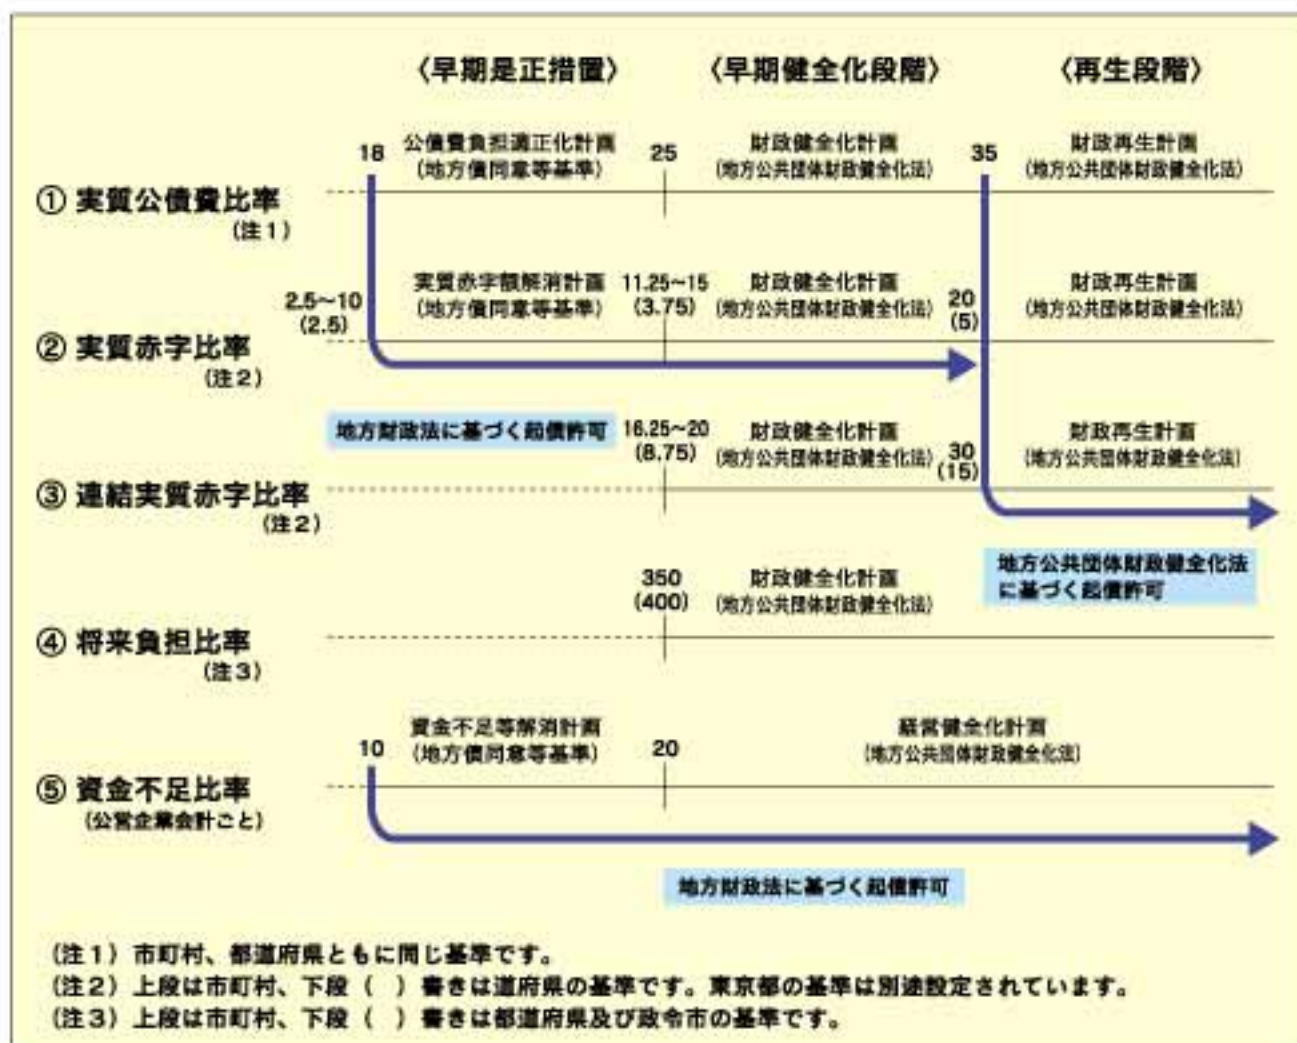 〈早期是正措置〉 〈早期健全化段階〉 〈再生段階〉
18 公債費負担適正化計画 25 財政健全化計画 35 財政再生計画
(地方債同意等基準) (地方公共団体財政健全化法) (地方公共団体財政健全化法)
① 実質公債費比率
(注1)
2.5~10 実質赤字額解消計画 11.25~15 財政健全化計画 20 財政再生計画
(2.5) (地方債同意等基準) (3.75) (地方公共団体財政健全化法) (5) (地方公共団体財政健全化法)
② 実質赤字比率
(注2)
地方財政法に基づく起債許可 16.25~20 財政健全化計画 30 財政再生計画
(8.75) (地方公共団体財政健全化法) (15) (地方公共団体財政健全化法)
③ 連結実質赤字比率
(注2)
地方公共団体財政健全化法
に基づく起債許可
350 財政健全化計画
(400) (地方公共団体財政健全化法)
④ 将来負担比率
(注3)
10 資金不足等解消計画 20 経営健全化計画
(地方債同意等基準) (地方公共団体財政健全化法)
⑤ 資金不足比率
(公営企業会計ごと)
地方財政法に基づく起債許可
(注1) 市町村、都道府県ともに同じ基準です。
(注2) 上段は市町村、下段( )書きは道府県の基準です。東京都の基準は別途設定されています。
(注3) 上段は市町村、下段( )書きは都道府県及び政令市の基準です。